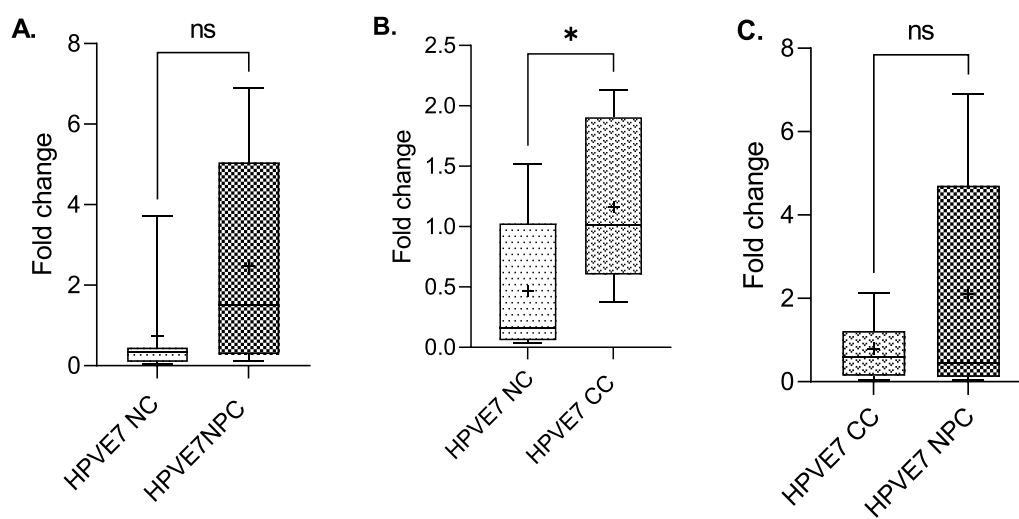 A.
ns
Fold change
8
6
4
2
0
HPVE7 NC
HPVE7NPC
B.
*
Fold change
2.5
2.0
1.5
1.0
0.5
0.0
HPVE7 NC
HPVE7 CC
C.
ns
Fold change
8
6
4
2
0
HPVE7 CC
HPVE7 NPC